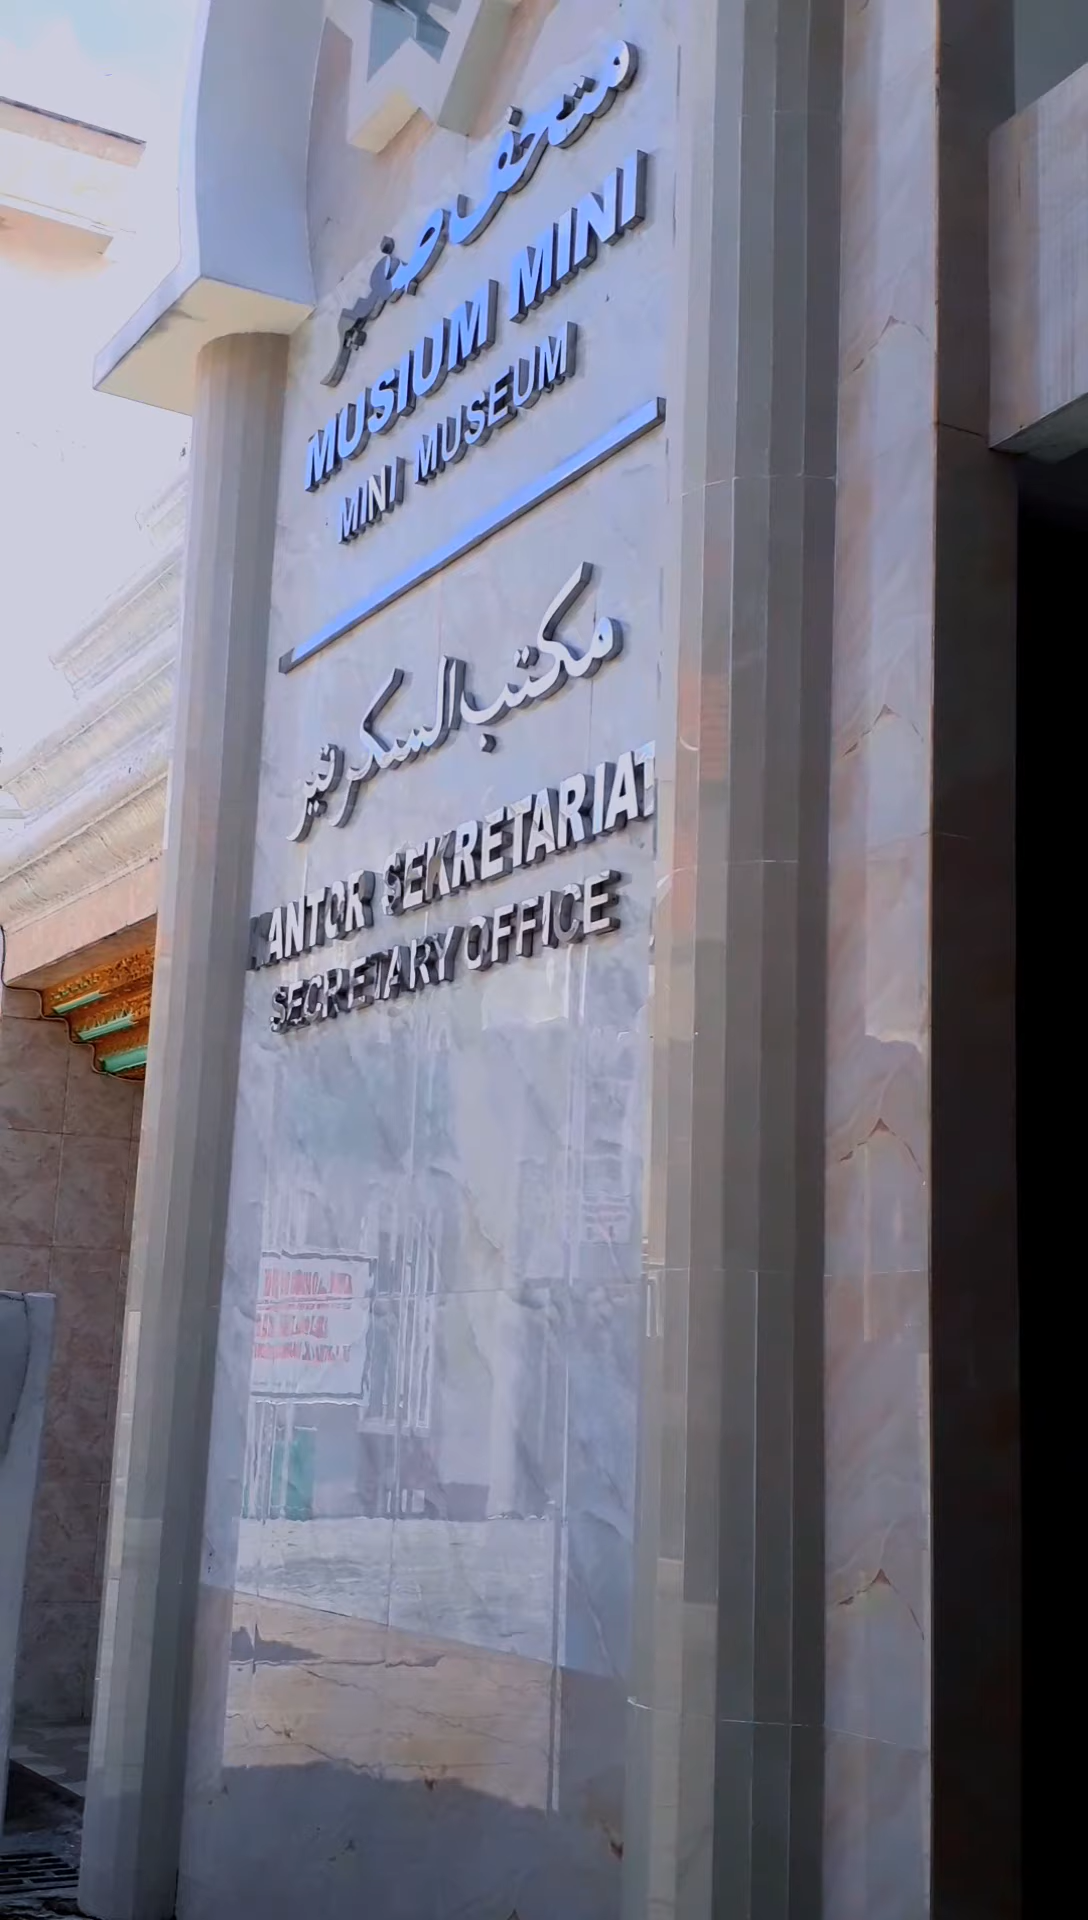 متحف صغير
MUSIUM MINI
MINI MUSEUM
مكتب السكرتير
KANTOR SEKRETARIAT
SECRETARY OFFICE